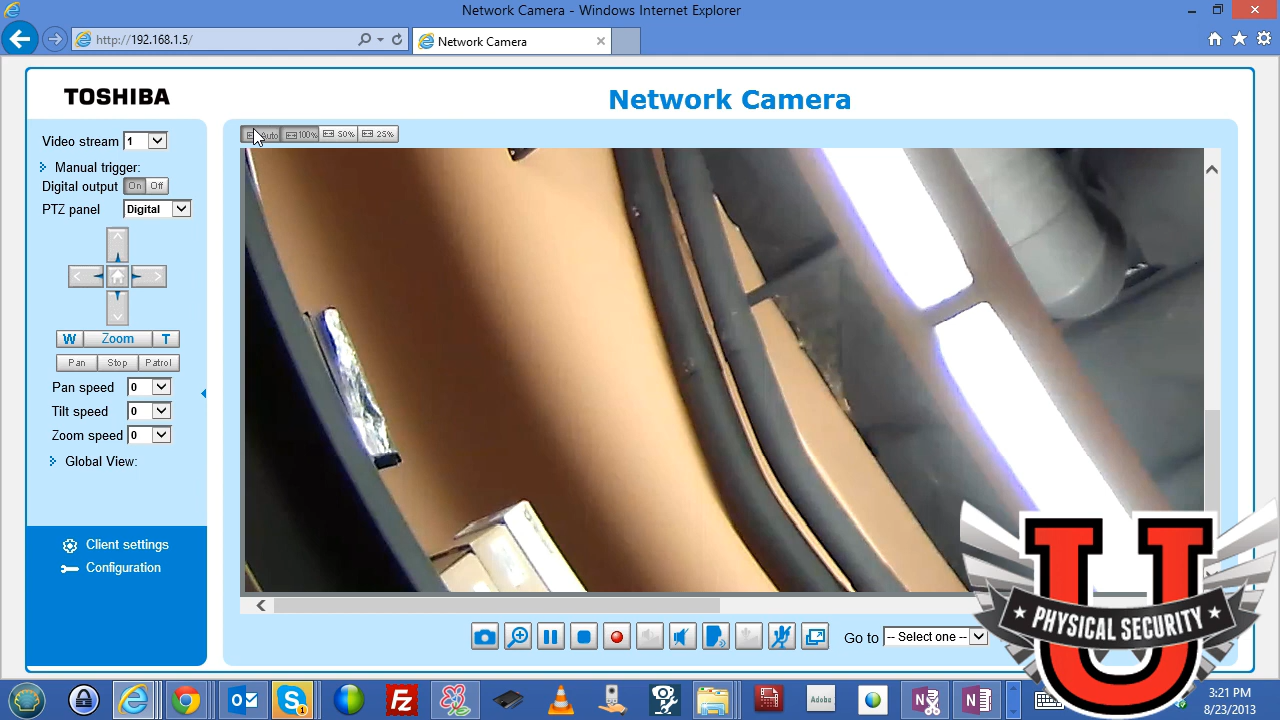 Network Camera - Windows Internet Explorer
http://192.168.1.5/
Network Camera
TOSHIBA
Network Camera
Auto 100% 50% 25%
Video stream 1
Manual trigger:
Digital output On Off
PTZ panel Digital
W Zoom T
Pan Stop Patrol
Pan speed 0
Tilt speed 0
Zoom speed 0
Global View:
Client settings
Configuration
Go to -- Select one --
U
PHYSICAL SECURITY
Adobe
3:21 PM
8/23/2013